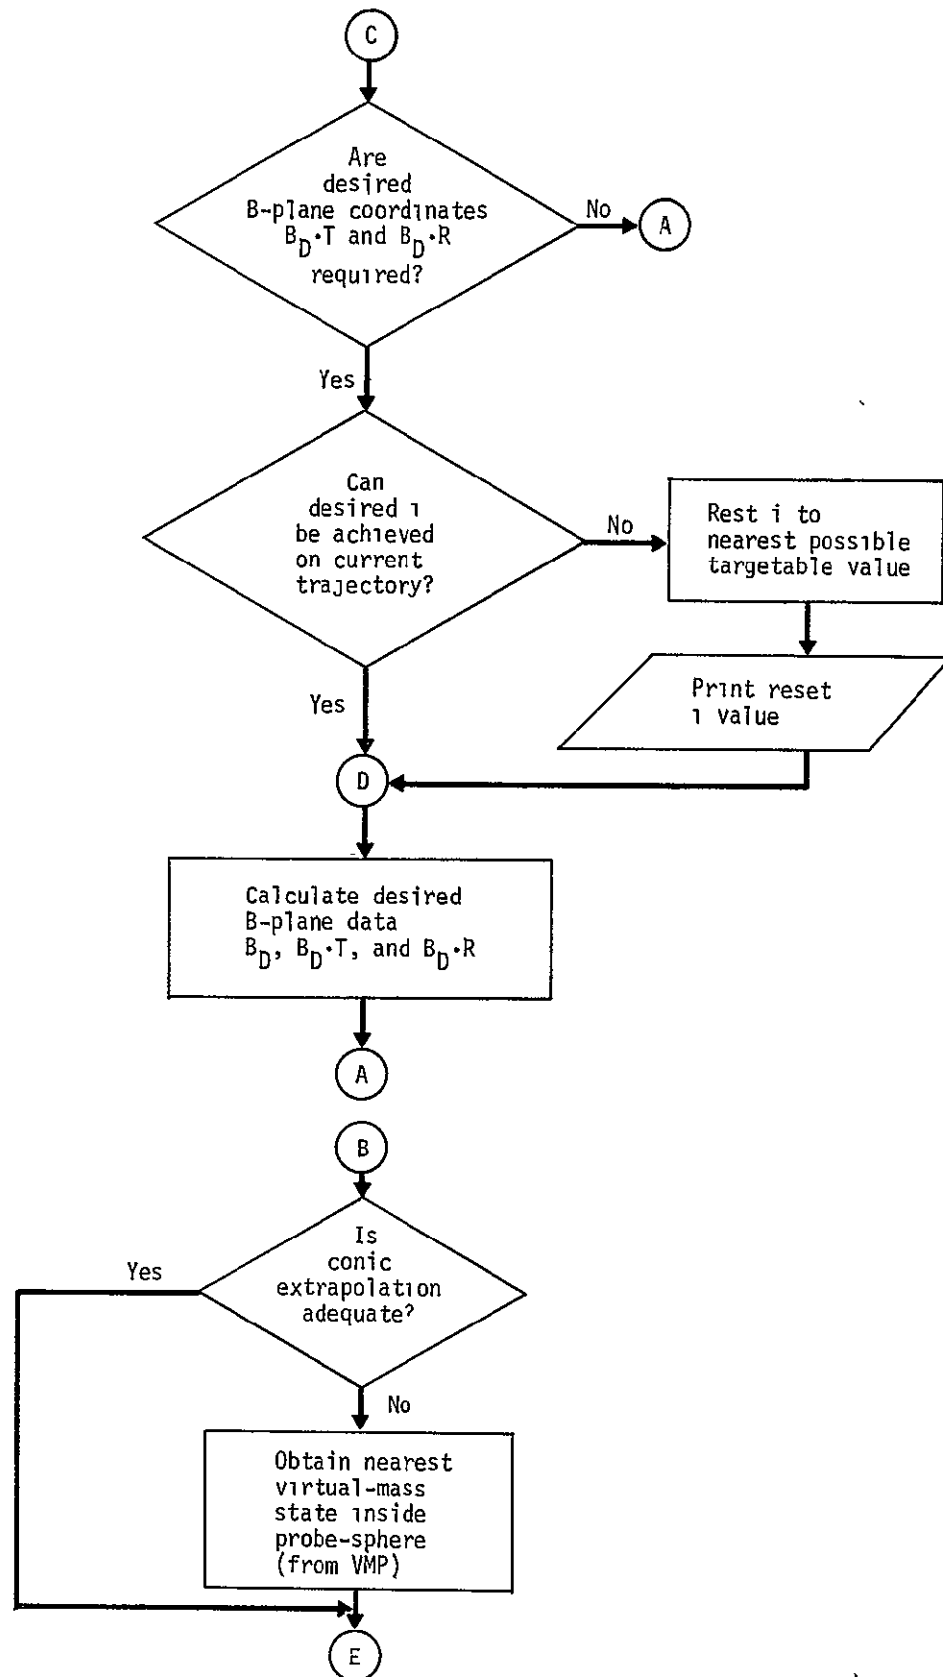 C
Are
desired
B-plane coordinates
B_D·T and B_D·R
required?
No
A
Yes
Can
desired i
be achieved
on current
trajectory?
No
Rest i to
nearest possible
targetable value
Yes
Print reset
i value
D
Calculate desired
B-plane data
B_D, B_D·T, and B_D·R
A
B
Is
conic
extrapolation
adequate?
Yes
No
Obtain nearest
virtual-mass
state inside
probe-sphere
(from VMP)
E